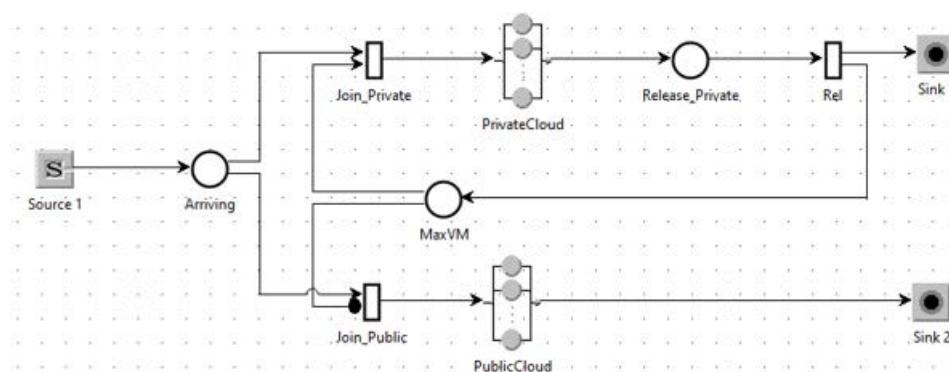 Join_Private
Release_Private
Rel
Sink
PrivateCloud
S
Source 1
Arriving
MaxVM
Join_Public
Sink 2
PublicCloud